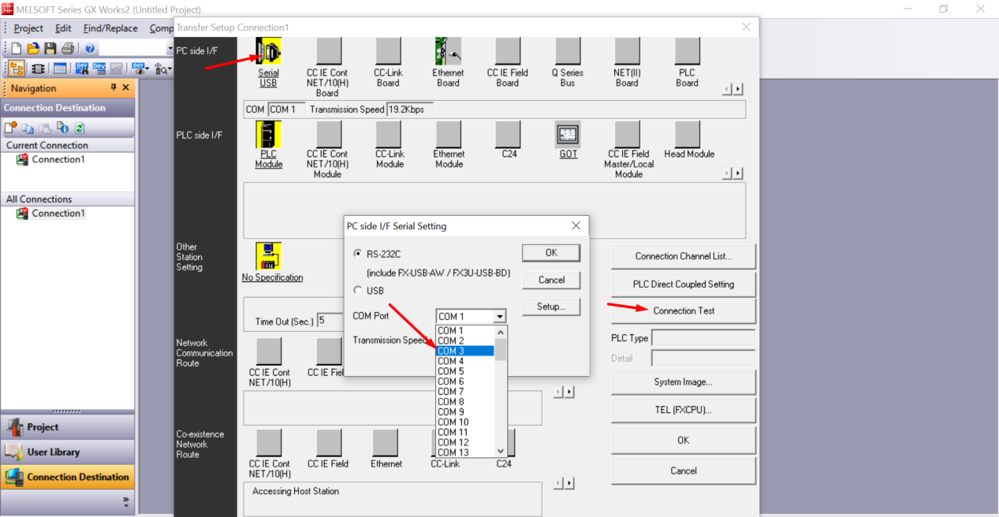 MELSOFT Series GX Works2 (Untitled Project)
Project Edit Find/Replace Comp
Navigation
Connection Destination
Current Connection
Connection1
All Connections
Connection1
Project
User Library
Connection Destination
Transfer Setup Connection1
PC side I/F
Serial
USB
CC IE Cont
NET/10(H)
Board
CC-Link
Board
Ethernet
Board
CC IE Field
Board
Q Series
Bus
NET(II)
Board
PLC
Board
COM COM 1 Transmission Speed 19.2Kbps
PLC side I/F
PLC
Module
CC IE Cont
NET/10(H)
Module
CC-Link
Module
Ethernet
Module
C24
GOT
CC IE Field
Master/Local
Module
Head Module
Other
Station
Setting
No Specification
Time Out (Sec.) 5
PC side I/F Serial Setting
RS-232C
(include FX-USB-AW / FX3U-USB-BD)
USB
COM Port
COM 1
Transmission Speed
COM 1
COM 2
COM 3
COM 4
COM 5
COM 6
COM 7
COM 8
COM 9
COM 10
COM 11
COM 12
COM 13
OK
Cancel
Setup...
Connection Channel List...
PLC Direct Coupled Setting
Connection Test
PLC Type
Detail
System Image...
TEL (FXCPU)...
OK
Cancel
Network
Communication
Route
CC IE Cont
NET/10(H)
CC IE Fiel
Co-existence
Network
Route
CC IE Cont
NET/10(H)
CC IE Field
Ethernet
CC-Link
C24
Accessing Host Station